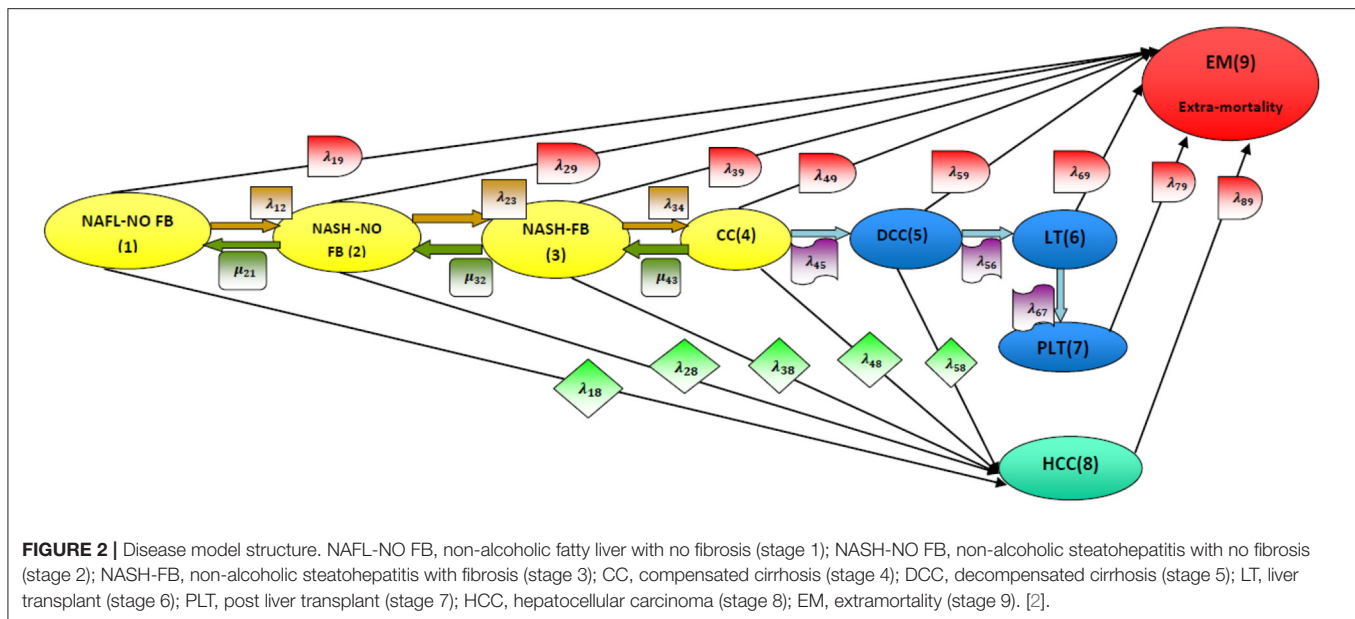 EM(9)
Extra-mortality
λ19
λ29
λ39
λ49
λ59
λ69
λ79
λ89
NAFL-NO FB
(1)
λ12
μ21
NASH -NO
FB (2)
λ23
μ32
NASH-FB
(3)
λ34
μ43
CC(4)
λ45
DCC(5)
λ56
LT(6)
λ67
PLT(7)
λ18
λ28
λ38
λ48
λ58
HCC(8)
FIGURE 2 | Disease model structure. NAFL-NO FB, non-alcoholic fatty liver with no fibrosis (stage 1); NASH-NO FB, non-alcoholic steatohepatitis with no fibrosis
(stage 2); NASH-FB, non-alcoholic steatohepatitis with fibrosis (stage 3); CC, compensated cirrhosis (stage 4); DCC, decompensated cirrhosis (stage 5); LT, liver
transplant (stage 6); PLT, post liver transplant (stage 7); HCC, hepatocellular carcinoma (stage 8); EM, extramortality (stage 9). [2].